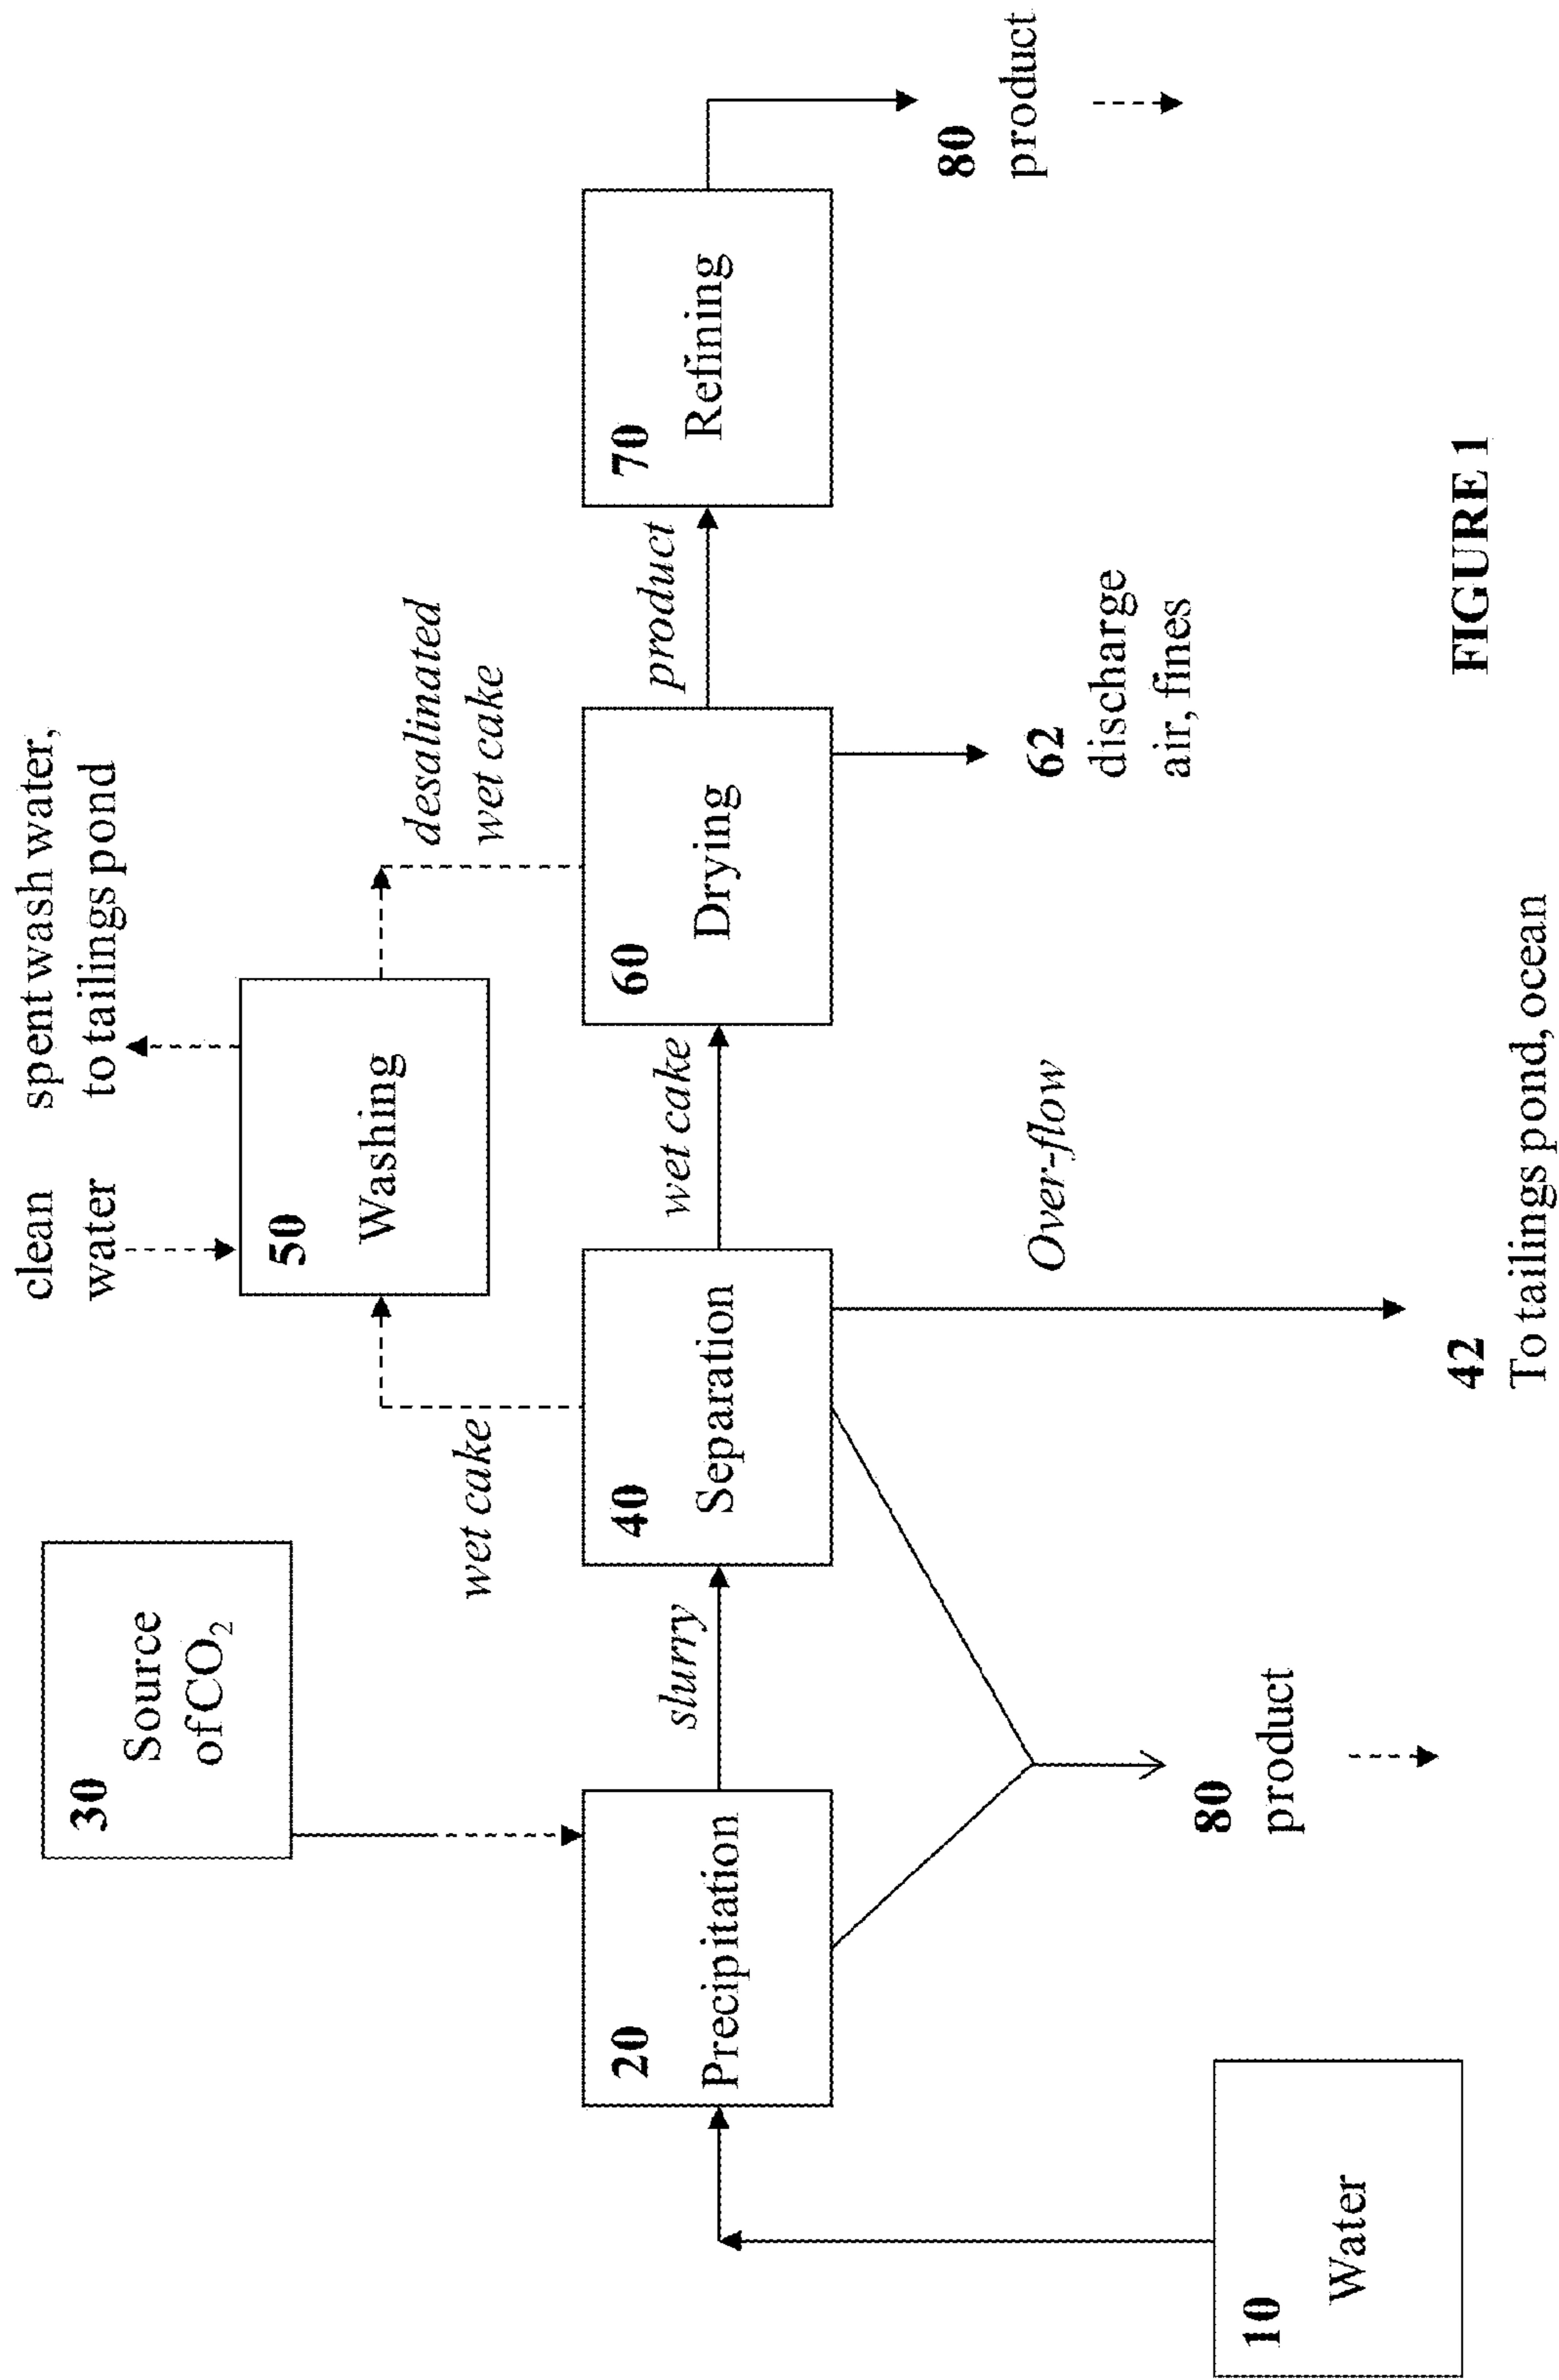 clean
water
spent wash water,
to tailings pond
30
Source
of CO2
50
Washing
wet cake
desalinated
wet cake
20
Precipitation
slurry
40
Separation
wet cake
60
Drying
product
70
Refining
80
product
10
Water
80
product
Over-flow
42
To tailings pond, ocean
62
discharge
air, fines
FIGURE 1